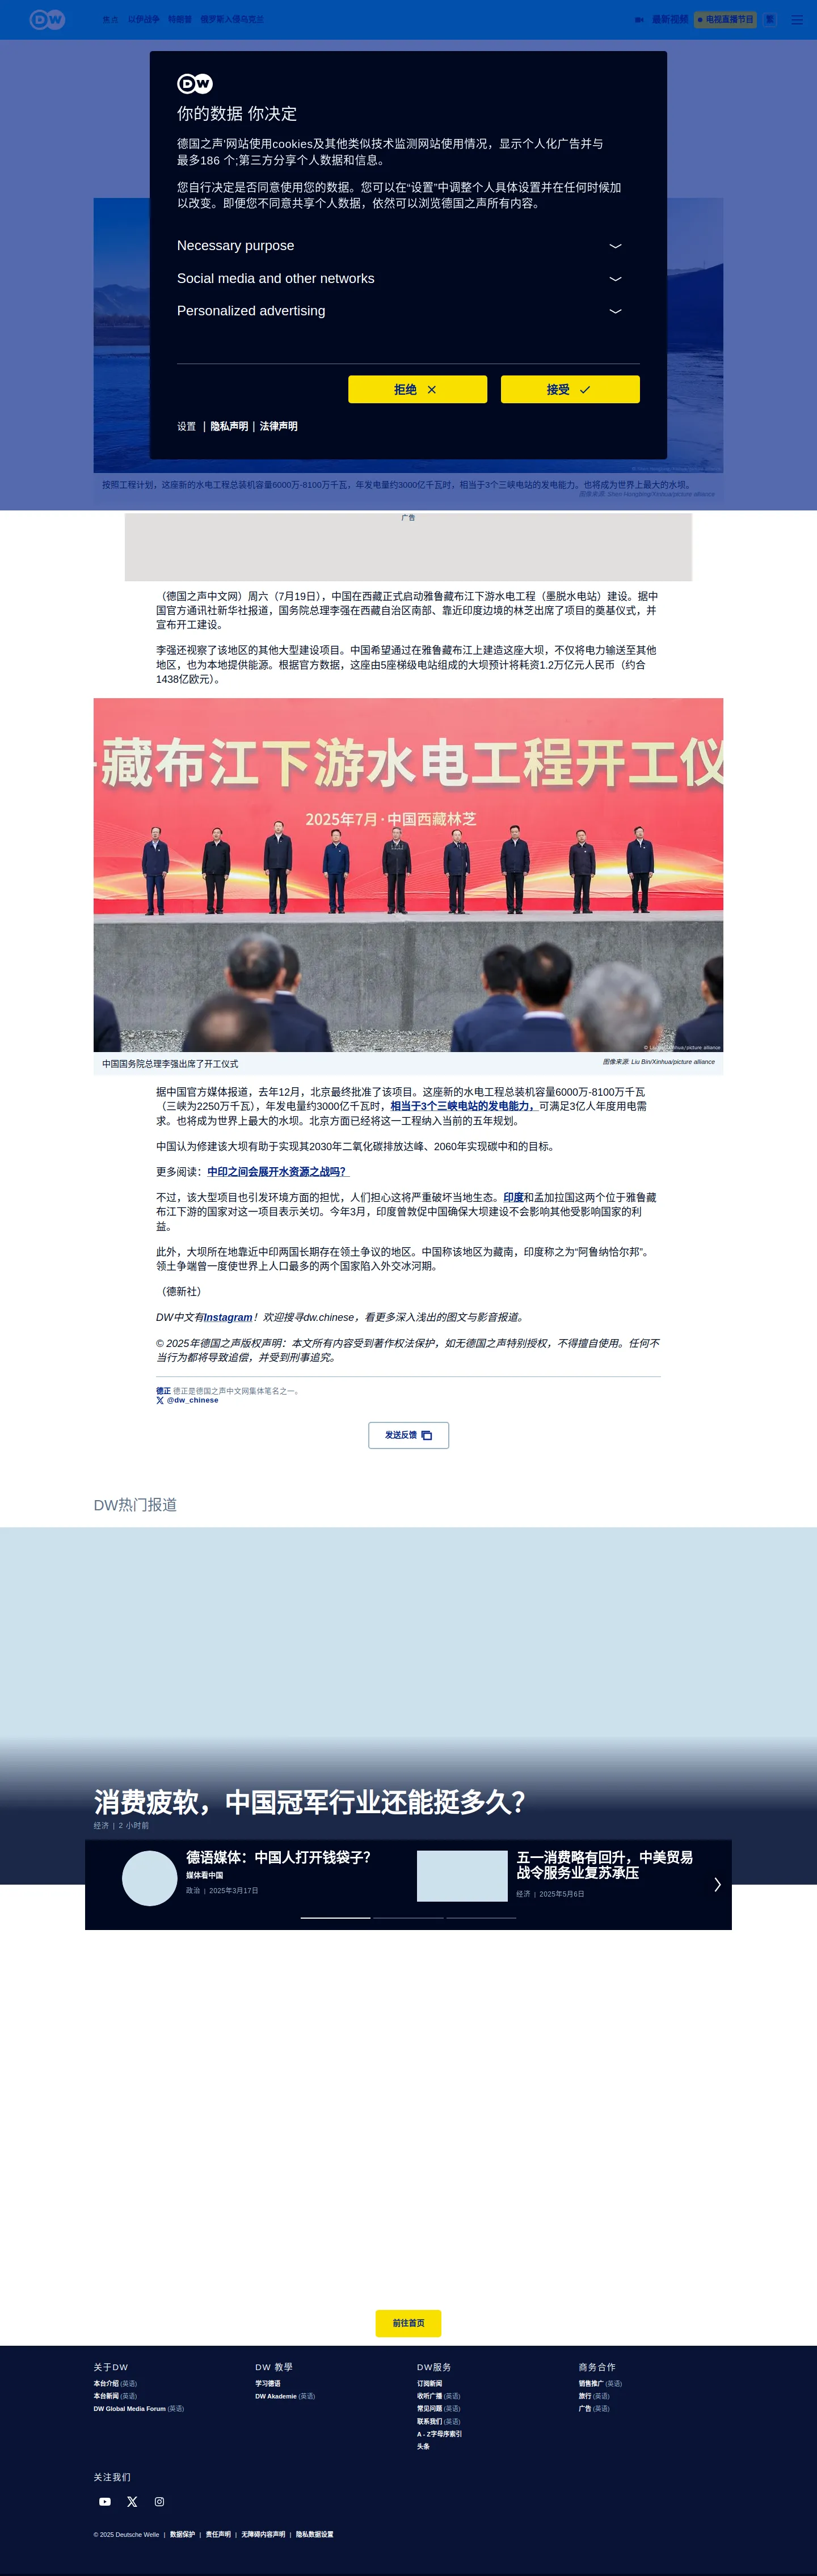 DW
焦点 以伊战争 特朗普 俄罗斯入侵乌克兰
最新视频 电视直播节目 繁
DW
你的数据 你决定
德国之声'网站使用cookies及其他类似技术监测网站使用情况，显示个人化广告并与
最多186 个;第三方分享个人数据和信息。
您自行决定是否同意使用您的数据。您可以在“设置”中调整个人具体设置并在任何时候加
以改变。即便您不同意共享个人数据，依然可以浏览德国之声所有内容。
Necessary purpose
Social media and other networks
Personalized advertising
拒绝 接受
设置 | 隐私声明 | 法律声明
按照工程计划，这座新的水电工程总装机容量6000万-8100万千瓦，年发电量约3000亿千瓦时，相当于3个三峡电站的发电能力。也将成为世界上最大的水坝。
图像来源: Shen Hongbing/Xinhua/picture alliance
广告
（德国之声中文网）周六（7月19日），中国在西藏正式启动雅鲁藏布江下游水电工程（墨脱水电站）建设。据中
国官方通讯社新华社报道，国务院总理李强在西藏自治区南部、靠近印度边境的林芝出席了项目的奠基仪式，并
宣布开工建设。
李强还视察了该地区的其他大型建设项目。中国希望通过在雅鲁藏布江上建造这座大坝，不仅将电力输送至其他
地区，也为本地提供能源。根据官方数据，这座由5座梯级电站组成的大坝预计将耗资1.2万亿元人民币（约合
1438亿欧元）。
藏布江下游水电工程开工仪
2025年7月·中国西藏林芝
© Liu Bin/Xinhua/picture alliance
中国国务院总理李强出席了开工仪式
图像来源: Liu Bin/Xinhua/picture alliance
据中国官方媒体报道，去年12月，北京最终批准了该项目。这座新的水电工程总装机容量6000万-8100万千瓦
（三峡为2250万千瓦），年发电量约3000亿千瓦时，相当于3个三峡电站的发电能力，可满足3亿人年度用电需
求。也将成为世界上最大的水坝。北京方面已经将这一工程纳入当前的五年规划。
中国认为修建该大坝有助于实现其2030年二氧化碳排放达峰、2060年实现碳中和的目标。
更多阅读：中印之间会展开水资源之战吗？
不过，该大型项目也引发环境方面的担忧，人们担心这将严重破坏当地生态。印度和孟加拉国这两个位于雅鲁藏
布江下游的国家对这一项目表示关切。今年3月，印度曾敦促中国确保大坝建设不会影响其他受影响国家的利
益。
此外，大坝所在地靠近中印两国长期存在领土争议的地区。中国称该地区为藏南，印度称之为“阿鲁纳恰尔邦”。
领土争端曾一度使世界上人口最多的两个国家陷入外交冰河期。
（德新社）
DW中文有Instagram！欢迎搜寻dw.chinese，看更多深入浅出的图文与影音报道。
© 2025年德国之声版权声明：本文所有内容受到著作权法保护，如无德国之声特别授权，不得擅自使用。任何不
当行为都将导致追偿，并受到刑事追究。
德正 德正是德国之声中文网集体笔名之一。
@dw_chinese
发送反馈
DW热门报道
消费疲软，中国冠军行业还能挺多久？
经济 | 2 小时前
德语媒体：中国人打开钱袋子？
媒体看中国
政治 | 2025年3月17日
五一消费略有回升，中美贸易
战令服务业复苏承压
经济 | 2025年5月6日
前往首页
关于DW
本台介绍 (英语)
本台新闻 (英语)
DW Global Media Forum (英语)
DW 教學
学习德语
DW Akademie (英语)
DW服务
订阅新闻
收听广播 (英语)
常见问题 (英语)
联系我们 (英语)
A - Z字母序索引
头条
商务合作
销售推广 (英语)
旅行 (英语)
广告 (英语)
关注我们
© 2025 Deutsche Welle | 数据保护 | 责任声明 | 无障碍内容声明 | 隐私数据设置